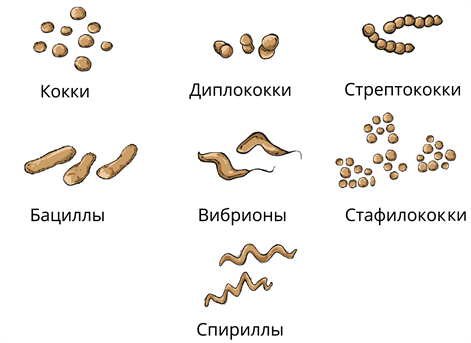 Кокки
Диплококки
Стрептококки
Бациллы
Вибрионы
Стафилококки
Спириллы